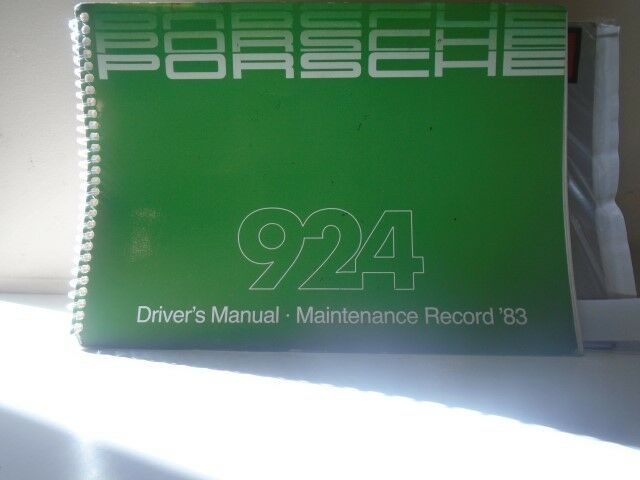 PORSCHE
PORSCHE
PORSCHE
924
Driver's Manual · Maintenance Record '83